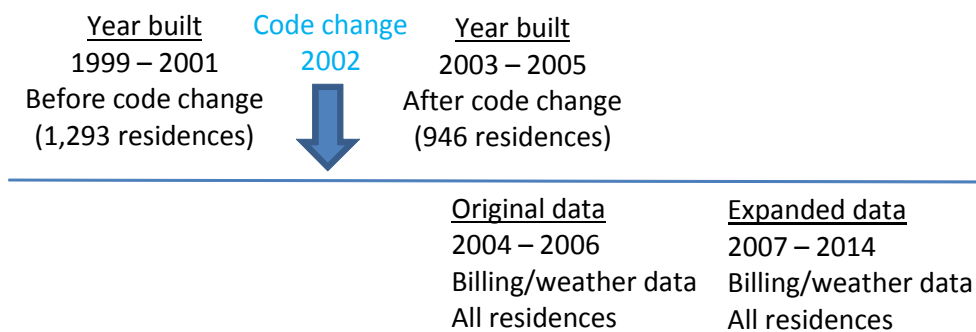 Year built
1999 – 2001
Before code change
(1,293 residences)
Code change
2002
Year built
2003 – 2005
After code change
(946 residences)
Original data
2004 – 2006
Billing/weather data
All residences
Expanded data
2007 – 2014
Billing/weather data
All residences